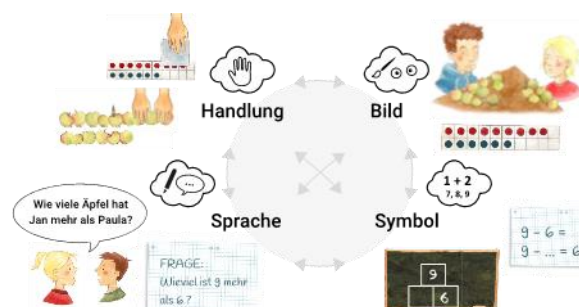 Handlung
Bild
1 + 2
7, 8, 9
Wie viele Äpfel hat
Jan mehr als Paula?
Sprache
Symbol
FRAGE:
Wieviel ist 9 mehr
als 6?
9
6
9 - 6 =
9 - ... = 6